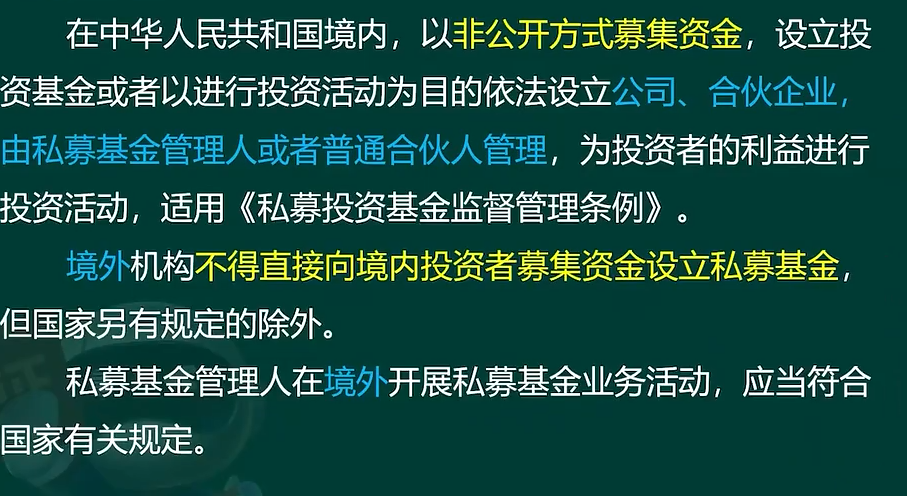 在中华人民共和国境内，以非公开方式募集资金，设立投
资基金或者以进行投资活动为目的依法设立公司、合伙企业，
由私募基金管理人或者普通合伙人管理，为投资者的利益进行
投资活动，适用《私募投资基金监督管理条例》。
境外机构不得直接向境内投资者募集资金设立私募基金，
但国家另有规定的除外。
私募基金管理人在境外开展私募基金业务活动，应当符合
国家有关规定。